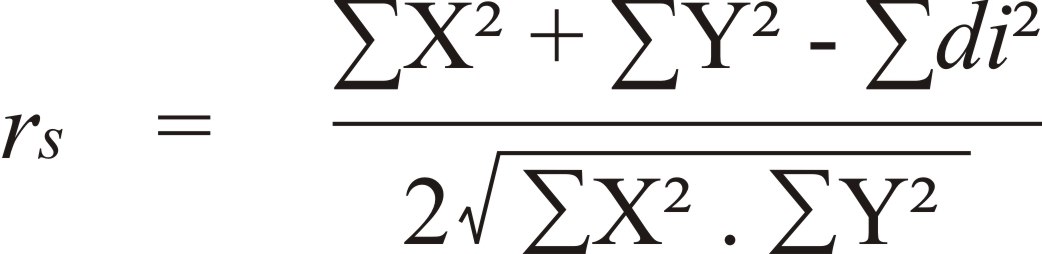 rs = ∑X² + ∑Y² - ∑di²
2√ ∑X² . ∑Y²